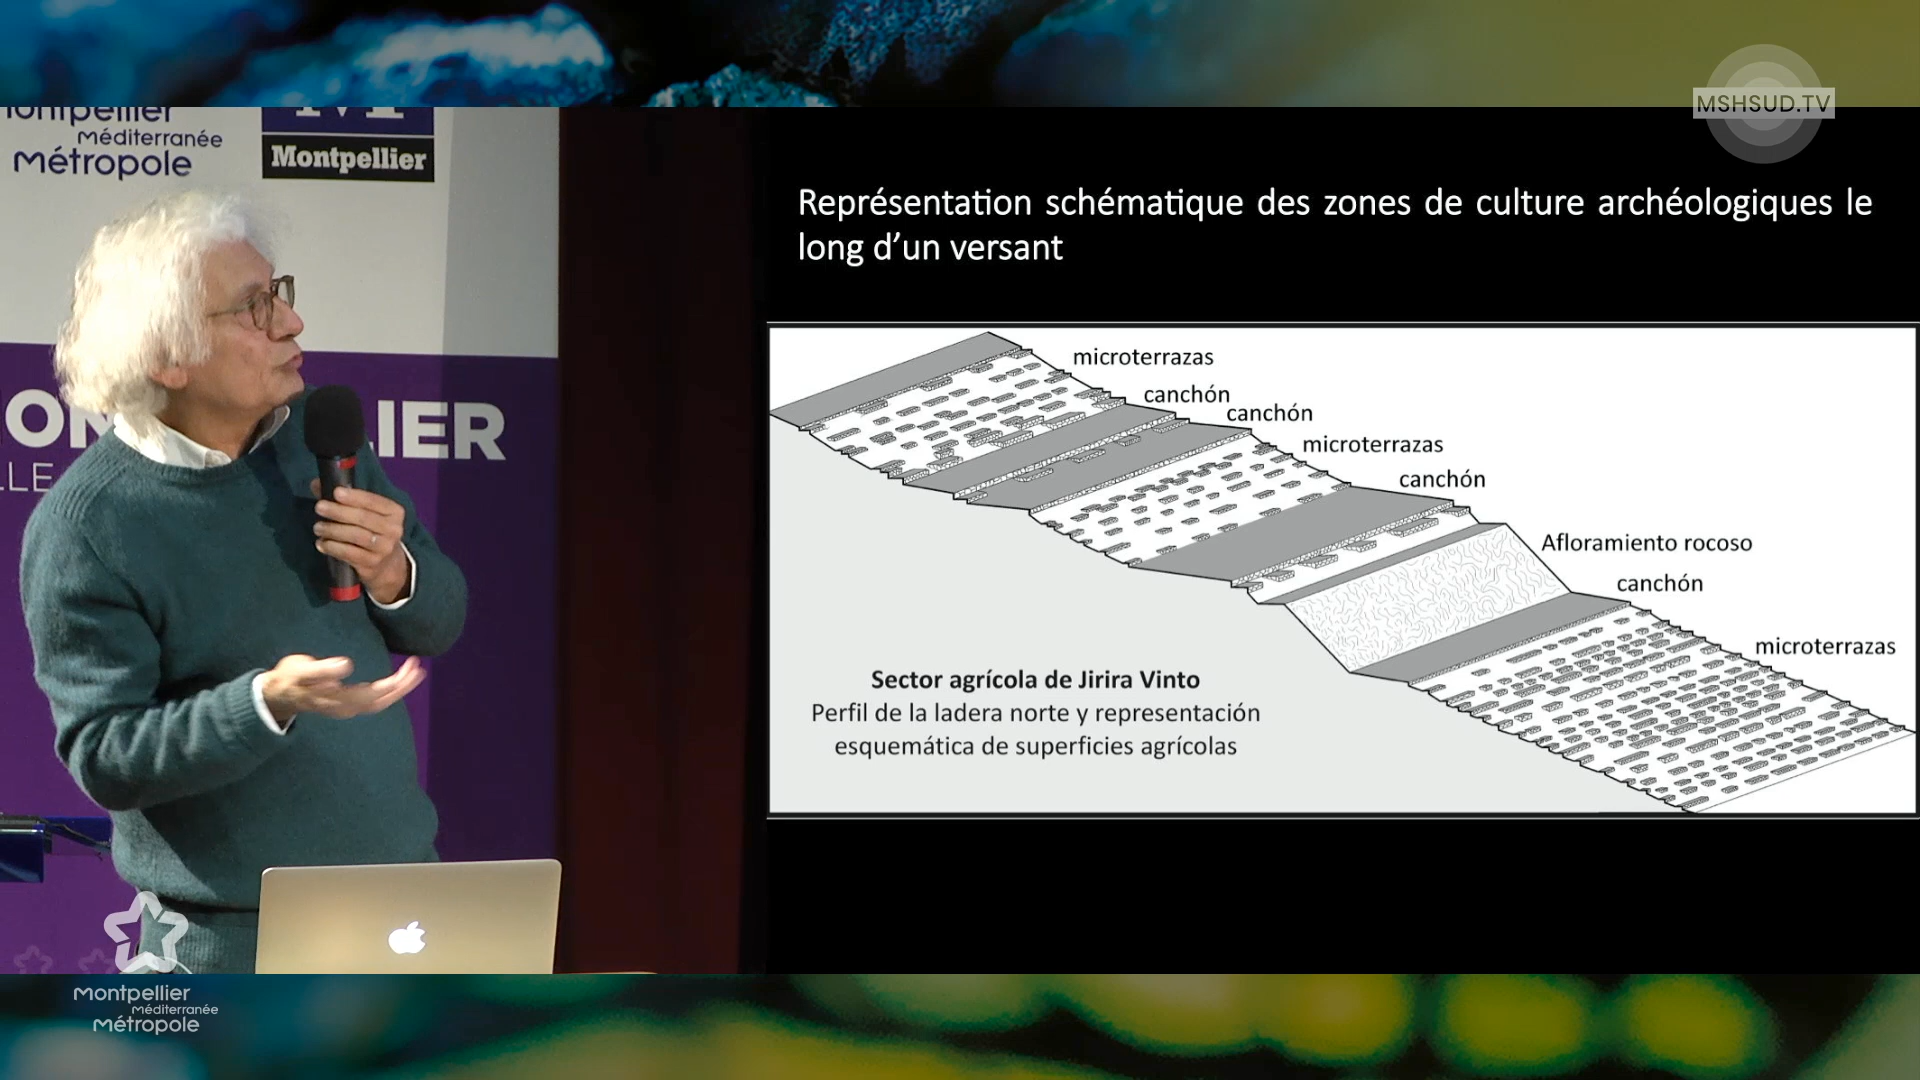 MSHSUD.TV
méditerranée
métropole
Montpellier
Représentation schématique des zones de culture archéologiques le
long d’un versant
microterrazas
canchón
canchón
microterrazas
canchón
Afloramiento rocoso
canchón
microterrazas
Sector agrícola de Jirira Vinto
Perfil de la ladera norte y representación
esquemática de superficies agrícolas
montpellier
méditerranée
métropole